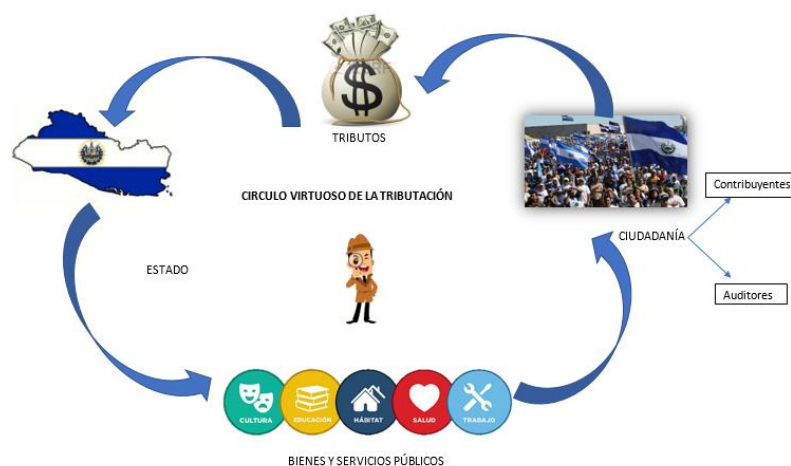 TRIBUTOS
CIRCULO VIRTUOSO DE LA TRIBUTACIÓN
Contribuyentes
CIUDADANÍA
ESTADO
Auditores
CULTURA
EDUCACIÓN
HÁBITAT
SALUD
TRABAJO
BIENES Y SERVICIOS PÚBLICOS